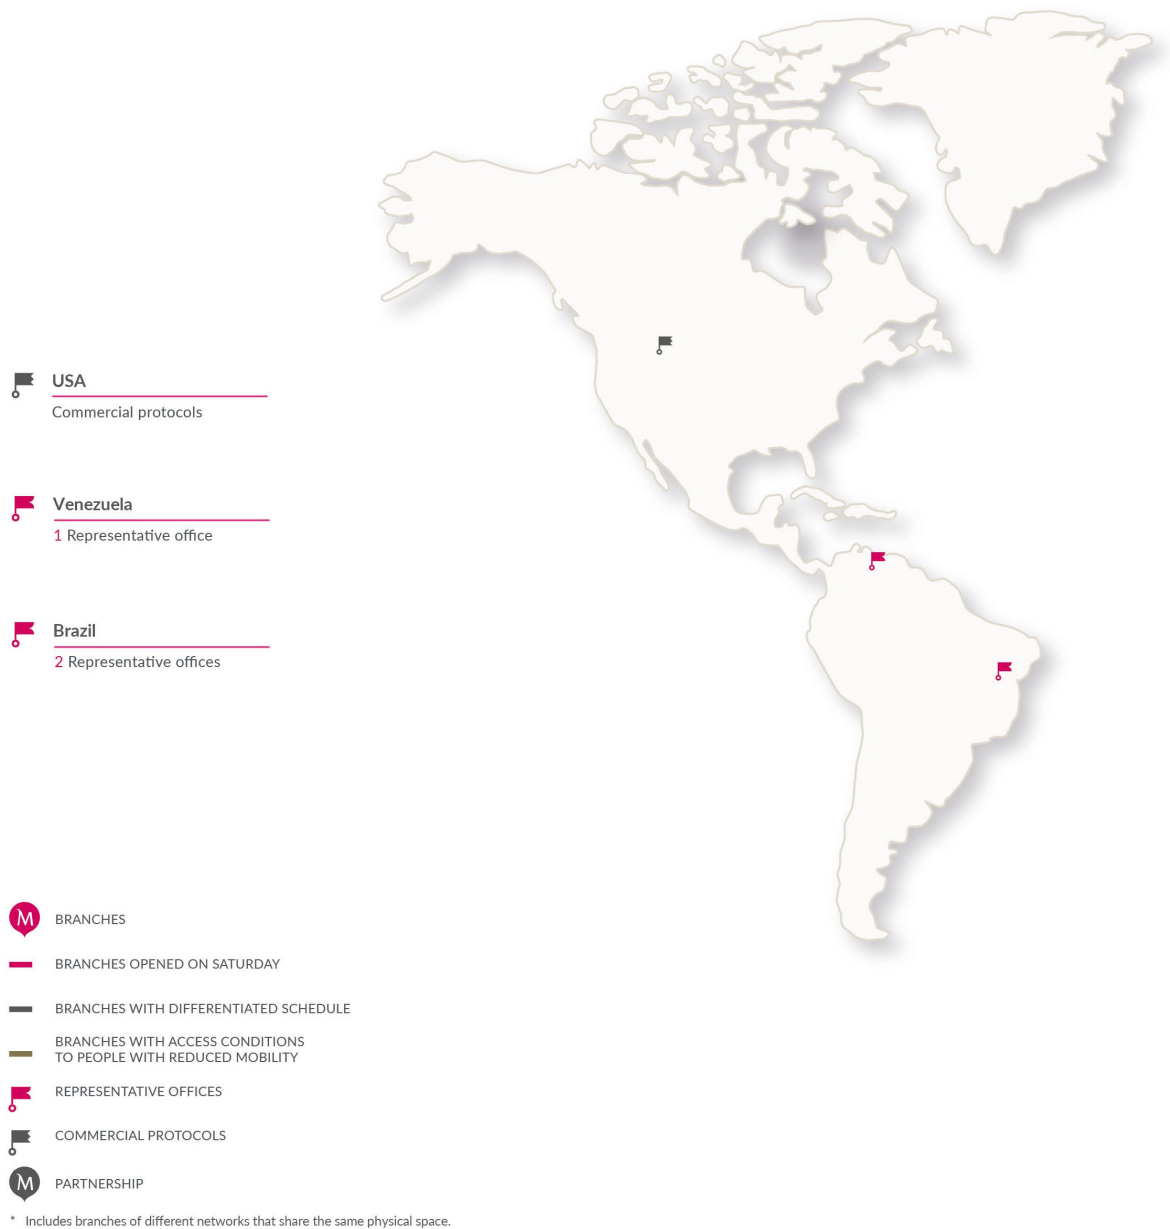 USA
Commercial protocols
Venezuela
1 Representative office
Brazil
2 Representative offices
M BRANCHES
BRANCHES OPENED ON SATURDAY
BRANCHES WITH DIFFERENTIATED SCHEDULE
BRANCHES WITH ACCESS CONDITIONS
TO PEOPLE WITH REDUCED MOBILITY
REPRESENTATIVE OFFICES
COMMERCIAL PROTOCOLS
M PARTNERSHIP
* Includes branches of different networks that share the same physical space.